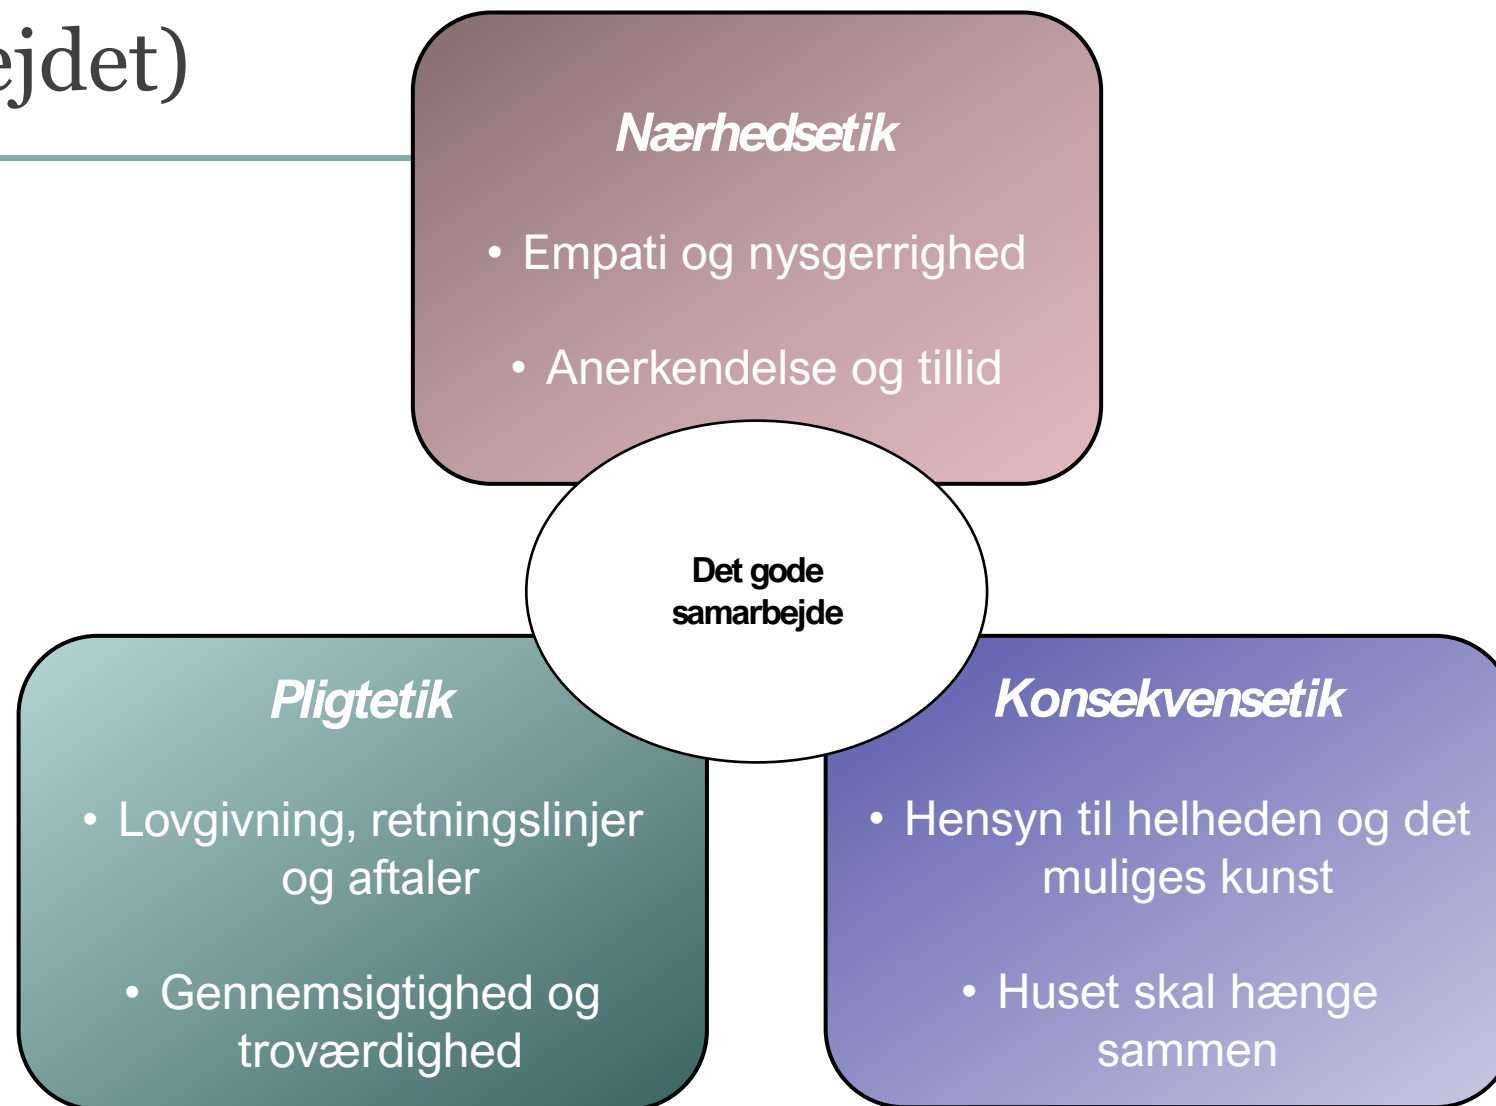 ejdet)
Nærhedsetik
• Empati og nysgerrighed
• Anerkendelse og tillid
Det gode
samarbejde
Pligtetik
• Lovgivning, retningslinjer
og aftaler
• Gennemsigtighed og
troværdighed
Konsekvensetik
• Hensyn til helheden og det
muliges kunst
• Huset skal hænge
sammen